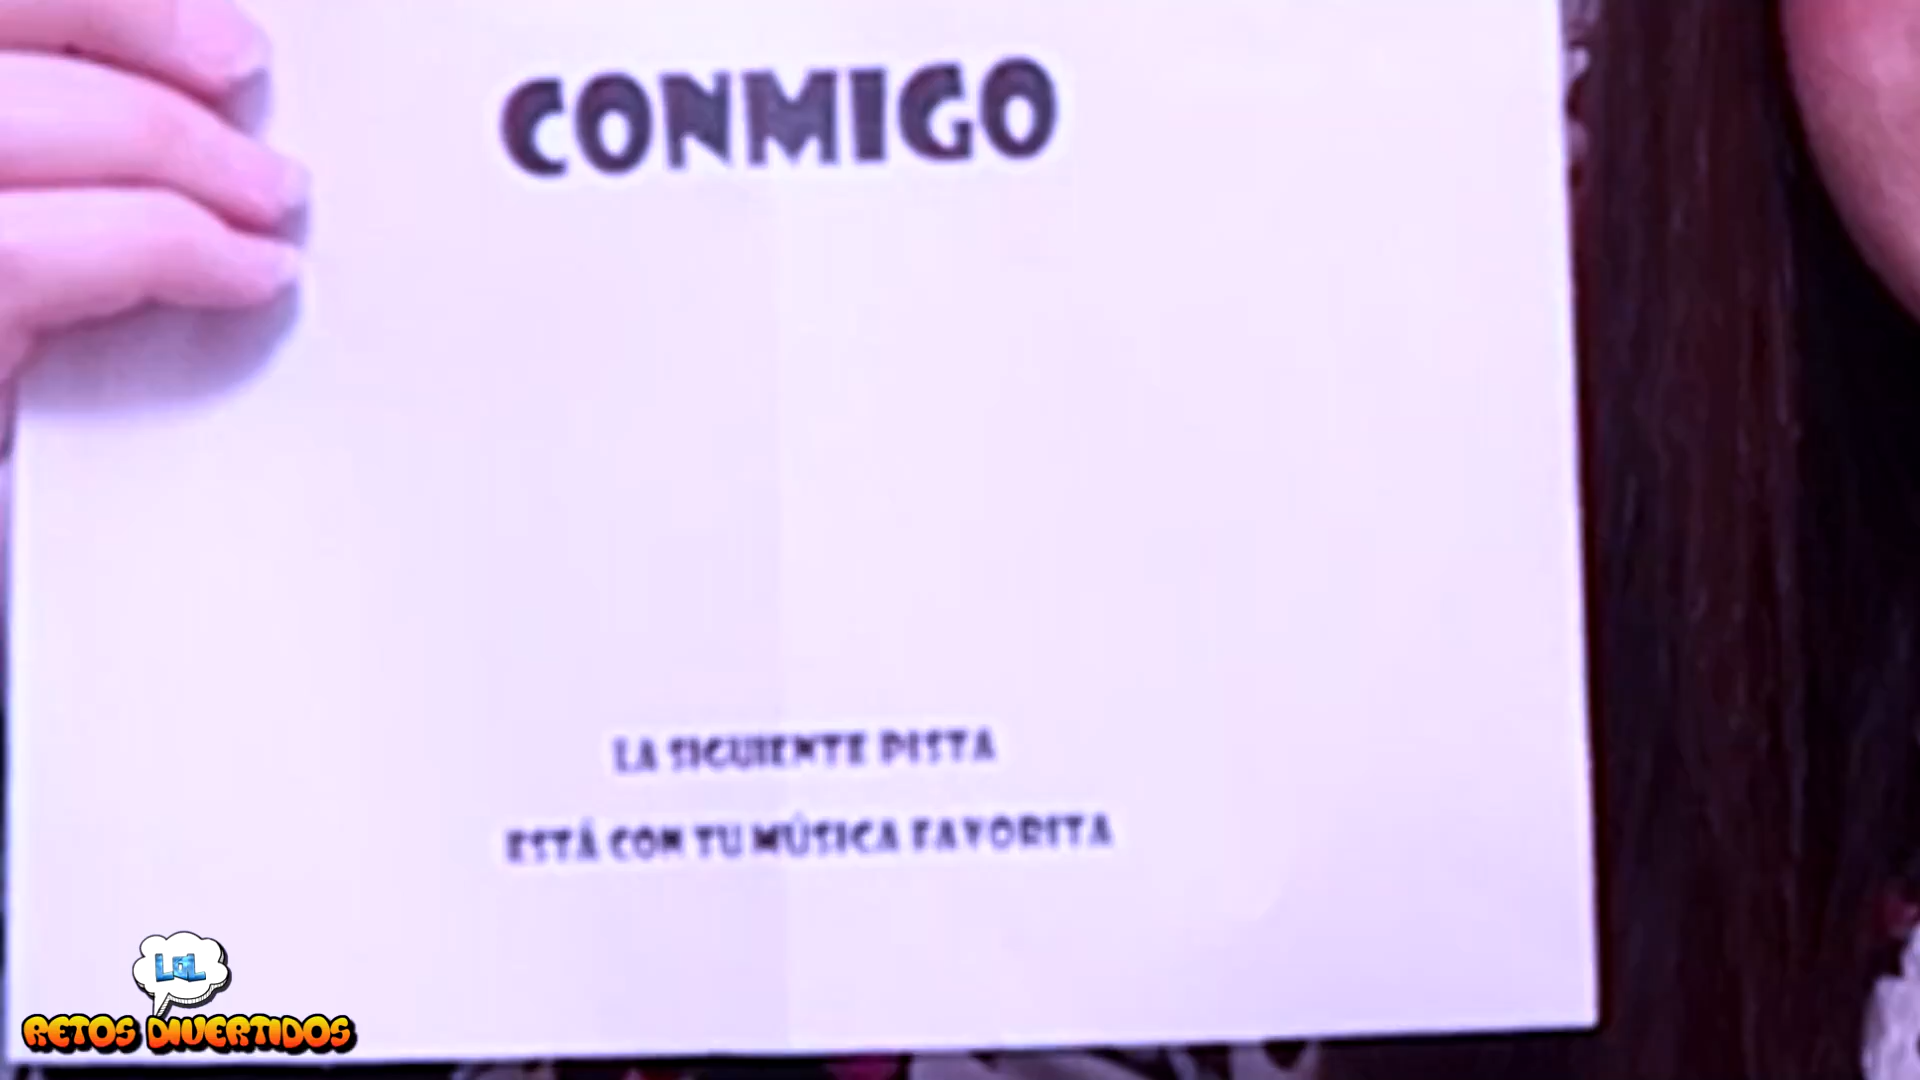 CONMIGO
LA SIGUIENTE PISTA
ESTÁ CON TU MÚSICA FAVORITA
LOL
RETOS DIVERTIDOS